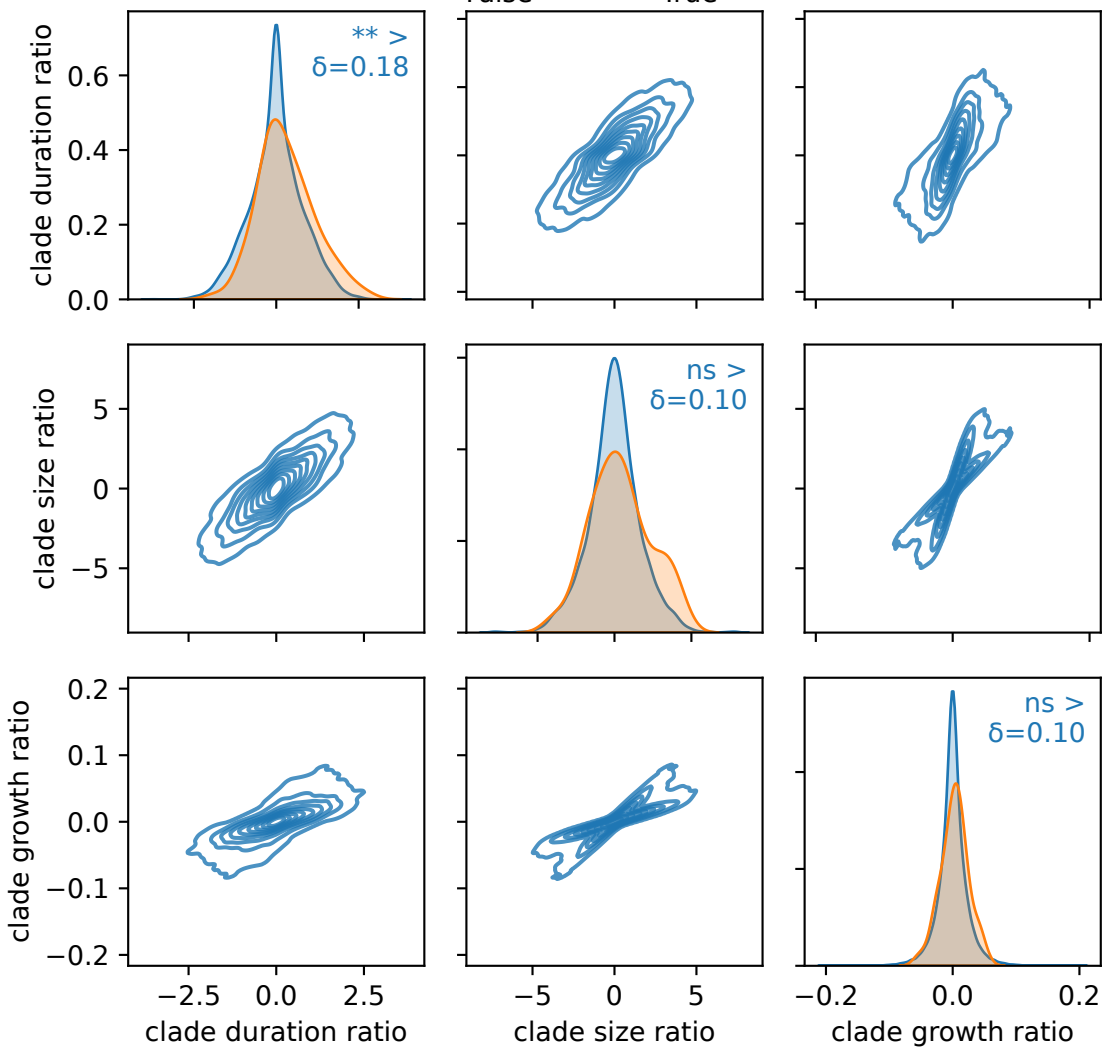 clade duration ratio
0.6
0.4
0.2
0.0
** >
δ=0.18
clade size ratio
5
0
−5
ns >
δ=0.10
clade growth ratio
0.2
0.1
0.0
−0.1
−0.2
ns >
δ=0.10
−2.5 0.0 2.5
−5 0 5
−0.2 0.0 0.2
clade duration ratio
clade size ratio
clade growth ratio